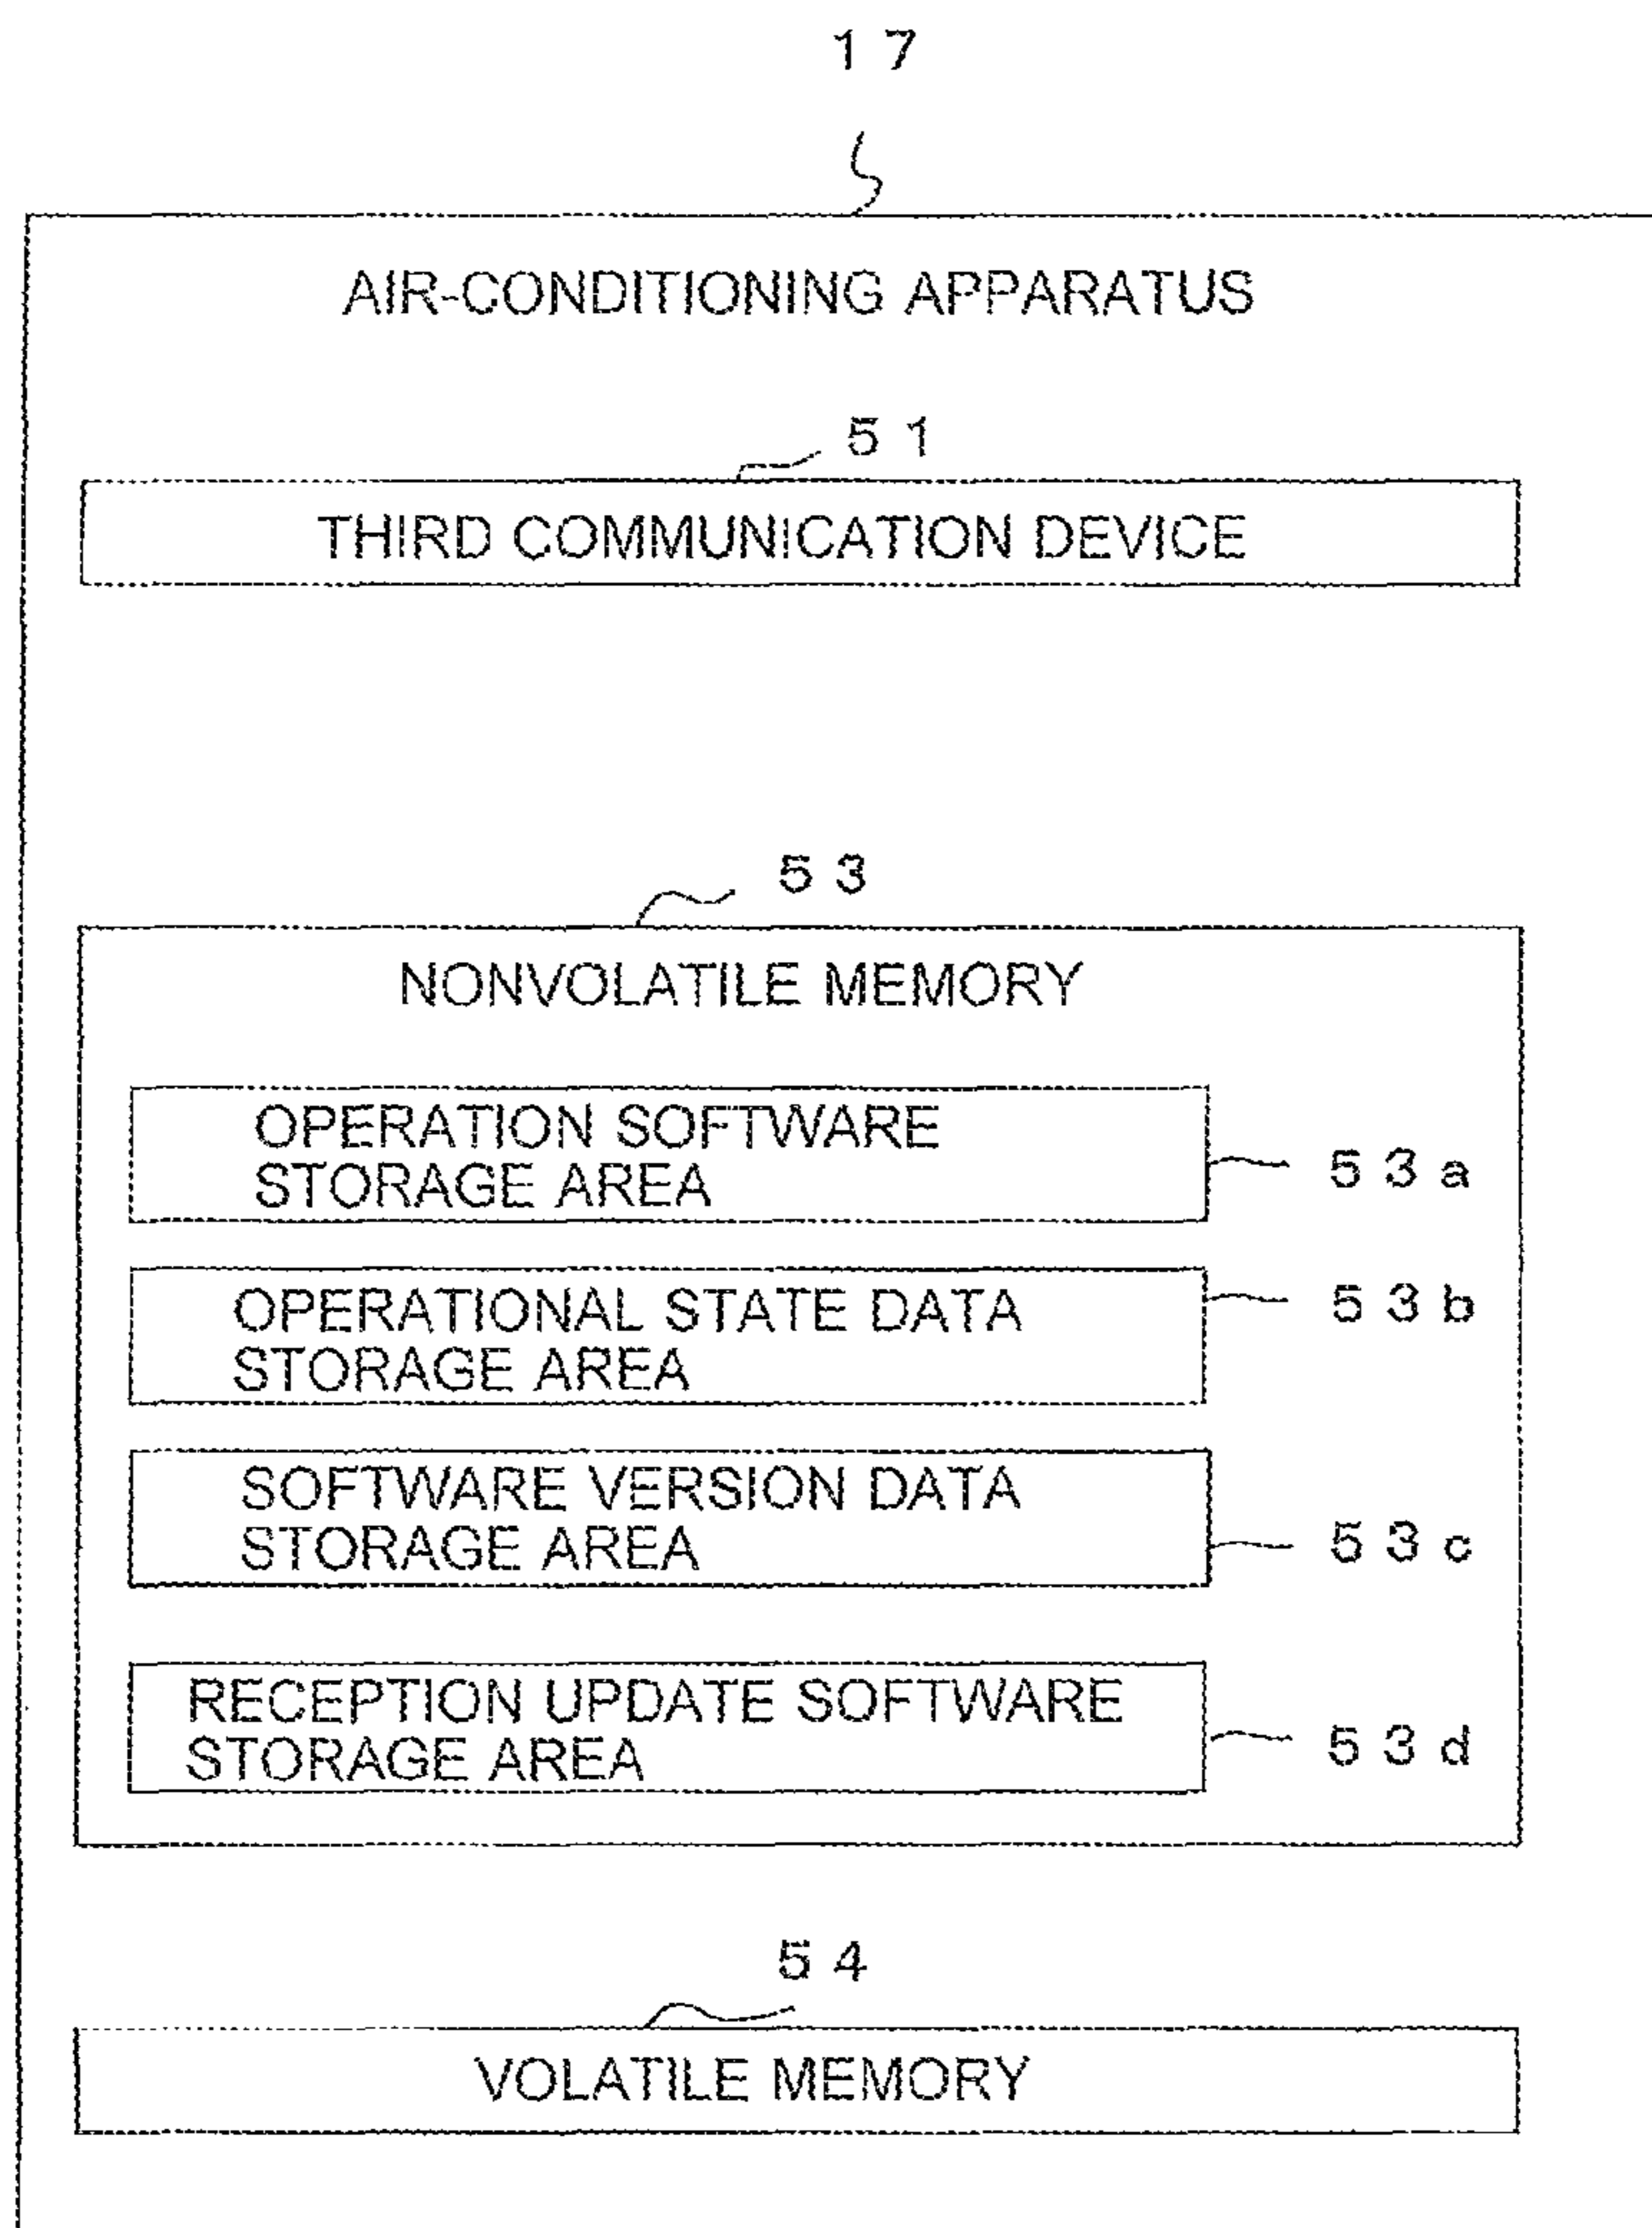 17
AIR-CONDITIONING APPARATUS
51
THIRD COMMUNICATION DEVICE
53
NONVOLATILE MEMORY
OPERATION SOFTWARE
STORAGE AREA
53a
OPERATIONAL STATE DATA
STORAGE AREA
53b
SOFTWARE VERSION DATA
STORAGE AREA
53c
RECEPTION UPDATE SOFTWARE
STORAGE AREA
53d
54
VOLATILE MEMORY